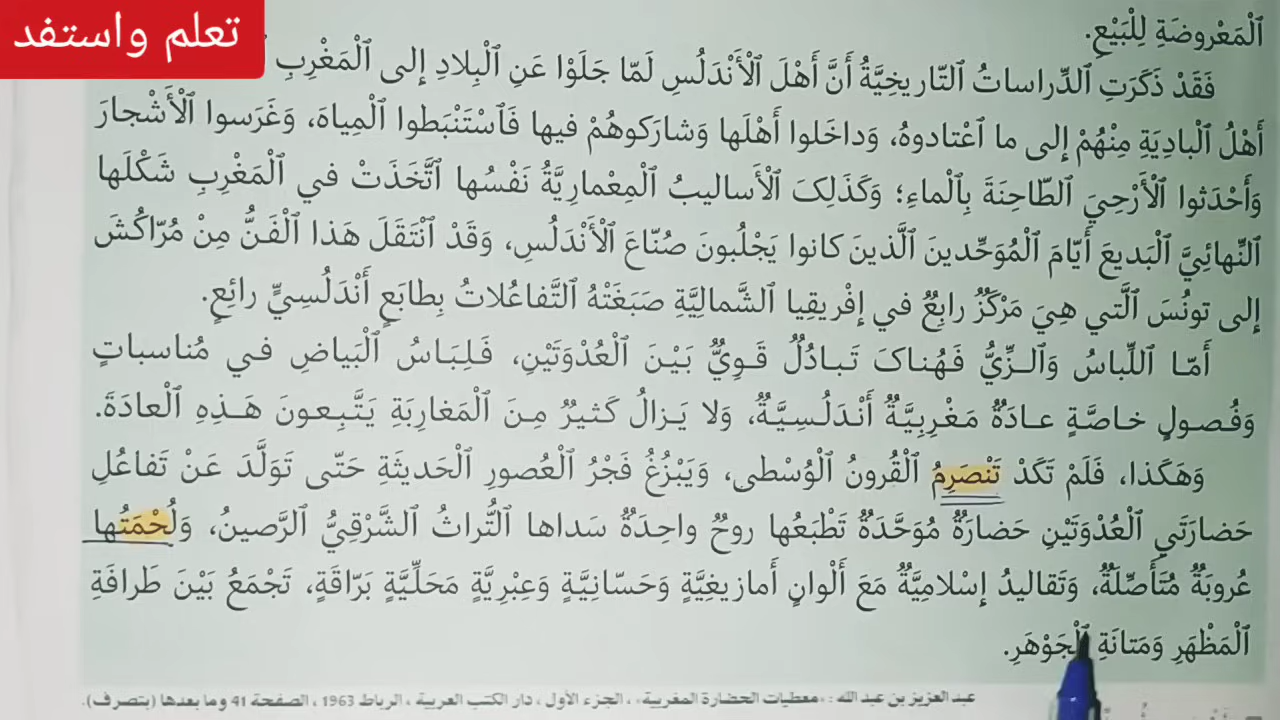 تعلم واستفد
ٱلْمَعْروضَةِ لِلْبَيْعِ.
فَقَدْ ذَكَرَتِ ٱلدِّراساتُ ٱلتّاريخِيَّةُ أَنَّ أَهْلَ ٱلْأَنْدَلُسِ لَمّا جَلَوْا عَنِ ٱلْبِلادِ إِلى ٱلْمَغْرِبِ
أَهْلُ ٱلْبادِيَةِ مِنْهُمْ إِلى ما ٱعْتادوهُ، وَداخَلوا أَهْلَها وَشارَكوهُمْ فيها فَٱسْتَنْبَطوا ٱلْمِياهَ، وَغَرَسوا ٱلْأَشْجارَ
وَأَحْدَثوا ٱلْأَرْحِيَ ٱلطّاحِنَةَ بِٱلْماءِ؛ وَكَذَلِكَ ٱلْأَساليبُ ٱلْمِعْمارِيَّةُ نَفْسُها ٱتَّخَذَتْ في ٱلْمَغْرِبِ شَكْلَها
ٱلنِّهائِيَّ ٱلْبَديعَ أَيّامَ ٱلْمُوَحِّدينَ ٱلَّذينَ كانوا يَجْلُبونَ صُنّاعَ ٱلْأَنْدَلُسِ، وَقَدْ ٱنْتَقَلَ هَذا ٱلْفَنُّ مِنْ مُرّاكُشَ
إِلى تونُسَ ٱلَّتي هِيَ مَرْكَزٌ رابِعٌ في إِفْريقِيا ٱلشَّمالِيَّةِ صَبَغَتْهُ ٱلتَّفاعُلاتُ بِطابَعٍ أَنْدَلُسِيٍّ رائِعٍ.
أَمّا ٱللِّباسُ وَٱلزِّيُّ فَهُناكَ تَبادُلٌ قَوِيٌّ بَيْنَ ٱلْعُدْوَتَيْنِ، فَلِبَاسُ ٱلْبَياضِ في مُناسباتٍ
وَفُصولٍ خاصَّةٍ عادَةٌ مَغْرِبِيَّةٌ أَنْدَلُسِيَّةٌ، وَلا يَزالُ كَثيرٌ مِنَ ٱلْمَغارِبَةِ يَتَّبِعونَ هَذِهِ ٱلْعادَةَ.
وَهَكَذا، فَلَمْ تَكَدْ تَنْصَرِمُ ٱلْقُرونُ ٱلْوُسْطى، وَيَبْزُغُ فَجْرُ ٱلْعُصورِ ٱلْحَديثَةِ حَتّى تَوَلَّدَ عَنْ تَفاعُلِ
حَضارَتَيِ ٱلْعُدْوَتَيْنِ حَضارَةٌ مُوَحَّدَةٌ تَطْبَعُها روحٌ واحِدَةٌ سَداها ٱلتُّراثُ ٱلشَّرْقِيُّ ٱلرَّصينُ، وَلُحْمَتُها
عُروبَةٌ مُتَأَصِّلَةٌ، وَتَقاليدُ إِسْلامِيَّةٌ مَعَ أَلْوانٍ أَمازيغِيَّةٍ وَحَسّانِيَّةٍ وَعِبْرِيَّةٍ مَحَلِّيَّةٍ بَرّاقَةٍ، تَجْمَعُ بَيْنَ طَرافَةِ
ٱلْمَظْهَرِ وَمَتانَةِ ٱلْجَوْهَرِ.
عبد العزيز بن عبد الله : «معطيات الحضارة المغربية» ، الجزء الأول ، دار الكتب العربية ، الرباط 1963 ، الصفحة 41 وما بعدها (بتصرف).